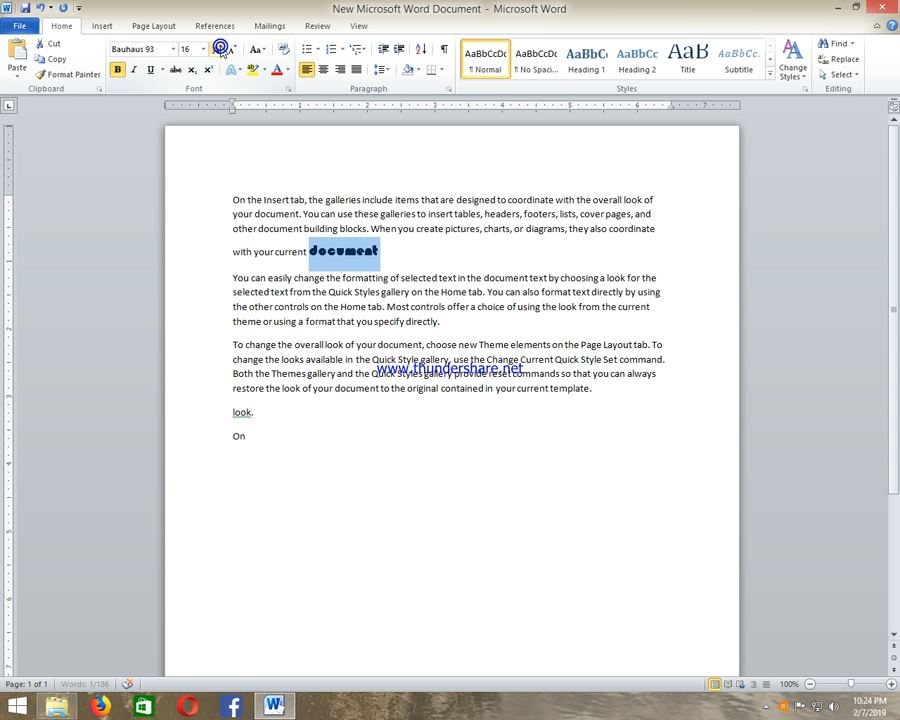 New Microsoft Word Document - Microsoft Word
File Home Insert Page Layout References Mailings Review View
Paste
Cut
Copy
Format Painter
Clipboard
Bauhaus 93 16 Aa
B I U abc x₂ x² A ab A
Font
Paragraph
AaBbCcDc AaBbCcDc AaBbCc AaBbCc AaB AaBbCc.
¶ Normal ¶ No Spaci... Heading 1 Heading 2 Title Subtitle
Change Styles
Styles
Find
Replace
Select
Editing
1 2 3 4 5 6 7
On the Insert tab, the galleries include items that are designed to coordinate with the overall look of
your document. You can use these galleries to insert tables, headers, footers, lists, cover pages, and
other document building blocks. When you create pictures, charts, or diagrams, they also coordinate
with your current document
You can easily change the formatting of selected text in the document text by choosing a look for the
selected text from the Quick Styles gallery on the Home tab. You can also format text directly by using
the other controls on the Home tab. Most controls offer a choice of using the look from the current
theme or using a format that you specify directly.
To change the overall look of your document, choose new Theme elements on the Page Layout tab. To
change the looks available in the Quick Style gallery, use the Change Current Quick Style Set command.
www.thundershare.net
Both the Themes gallery and the Quick Styles gallery provide reset commands so that you can always
restore the look of your document to the original contained in your current template.
look.
On
Page: 1 of 1 Words: 1/186 100%
10:24 PM
2/7/2019